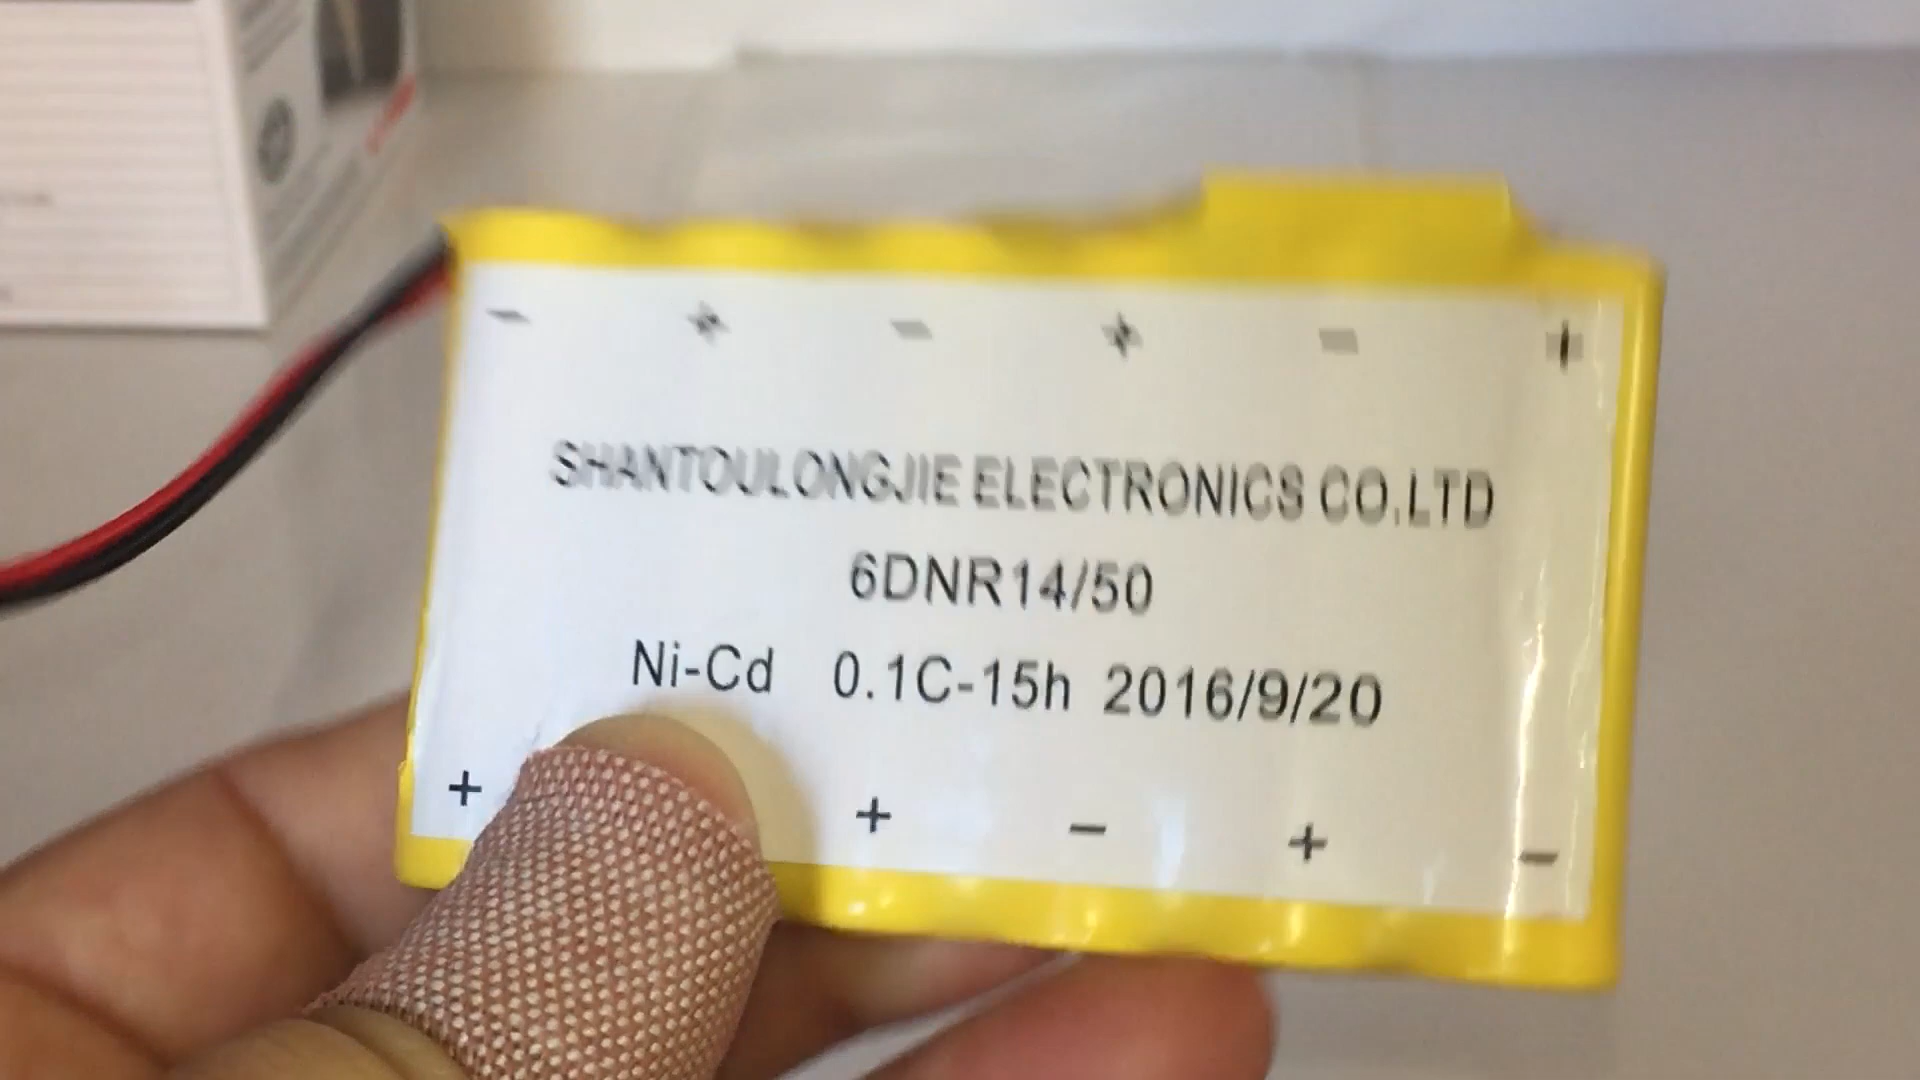 − + − + − +
SHANTOULONGJIE ELECTRONICS CO.LTD
6DNR14/50
Ni-Cd 0.1C-15h 2016/9/20
+ + − + −